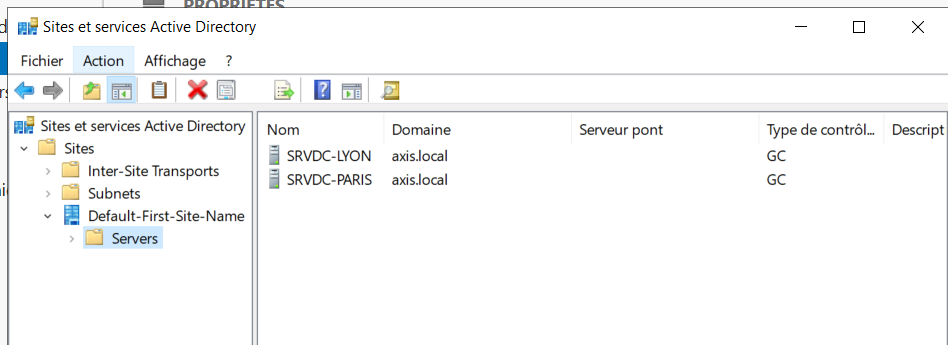 PROPRIÉTÉS
Sites et services Active Directory
Fichier Action Affichage ?
Sites et services Active Directory
Sites
Inter-Site Transports
Subnets
Default-First-Site-Name
Servers
Nom Domaine Serveur pont Type de contrôl... Descript
SRVDC-LYON axis.local GC
SRVDC-PARIS axis.local GC